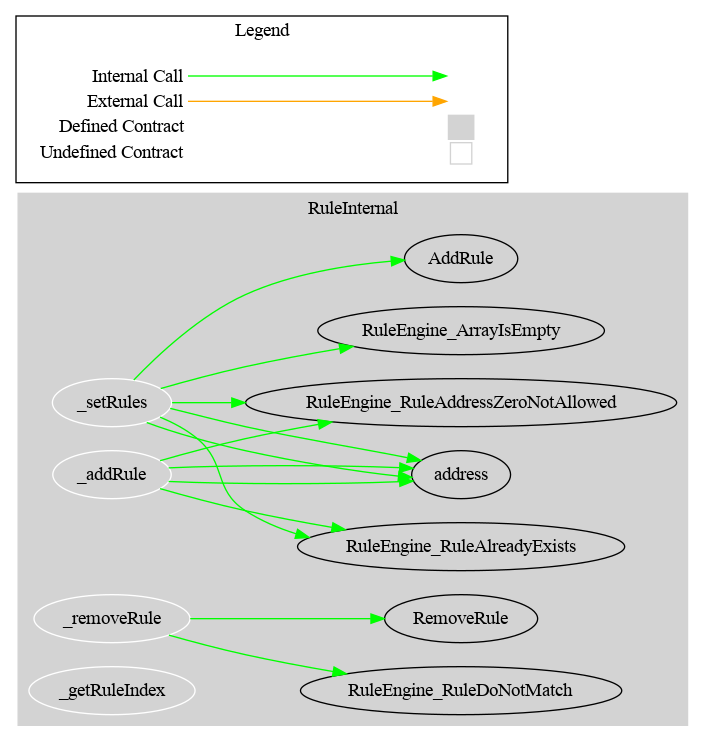 Legend
Internal Call
External Call
Defined Contract
Undefined Contract
RuleInternal
AddRule
RuleEngine_ArrayIsEmpty
_setRules
RuleEngine_RuleAddressZeroNotAllowed
_addRule
address
RuleEngine_RuleAlreadyExists
_removeRule
RemoveRule
_getRuleIndex
RuleEngine_RuleDoNotMatch